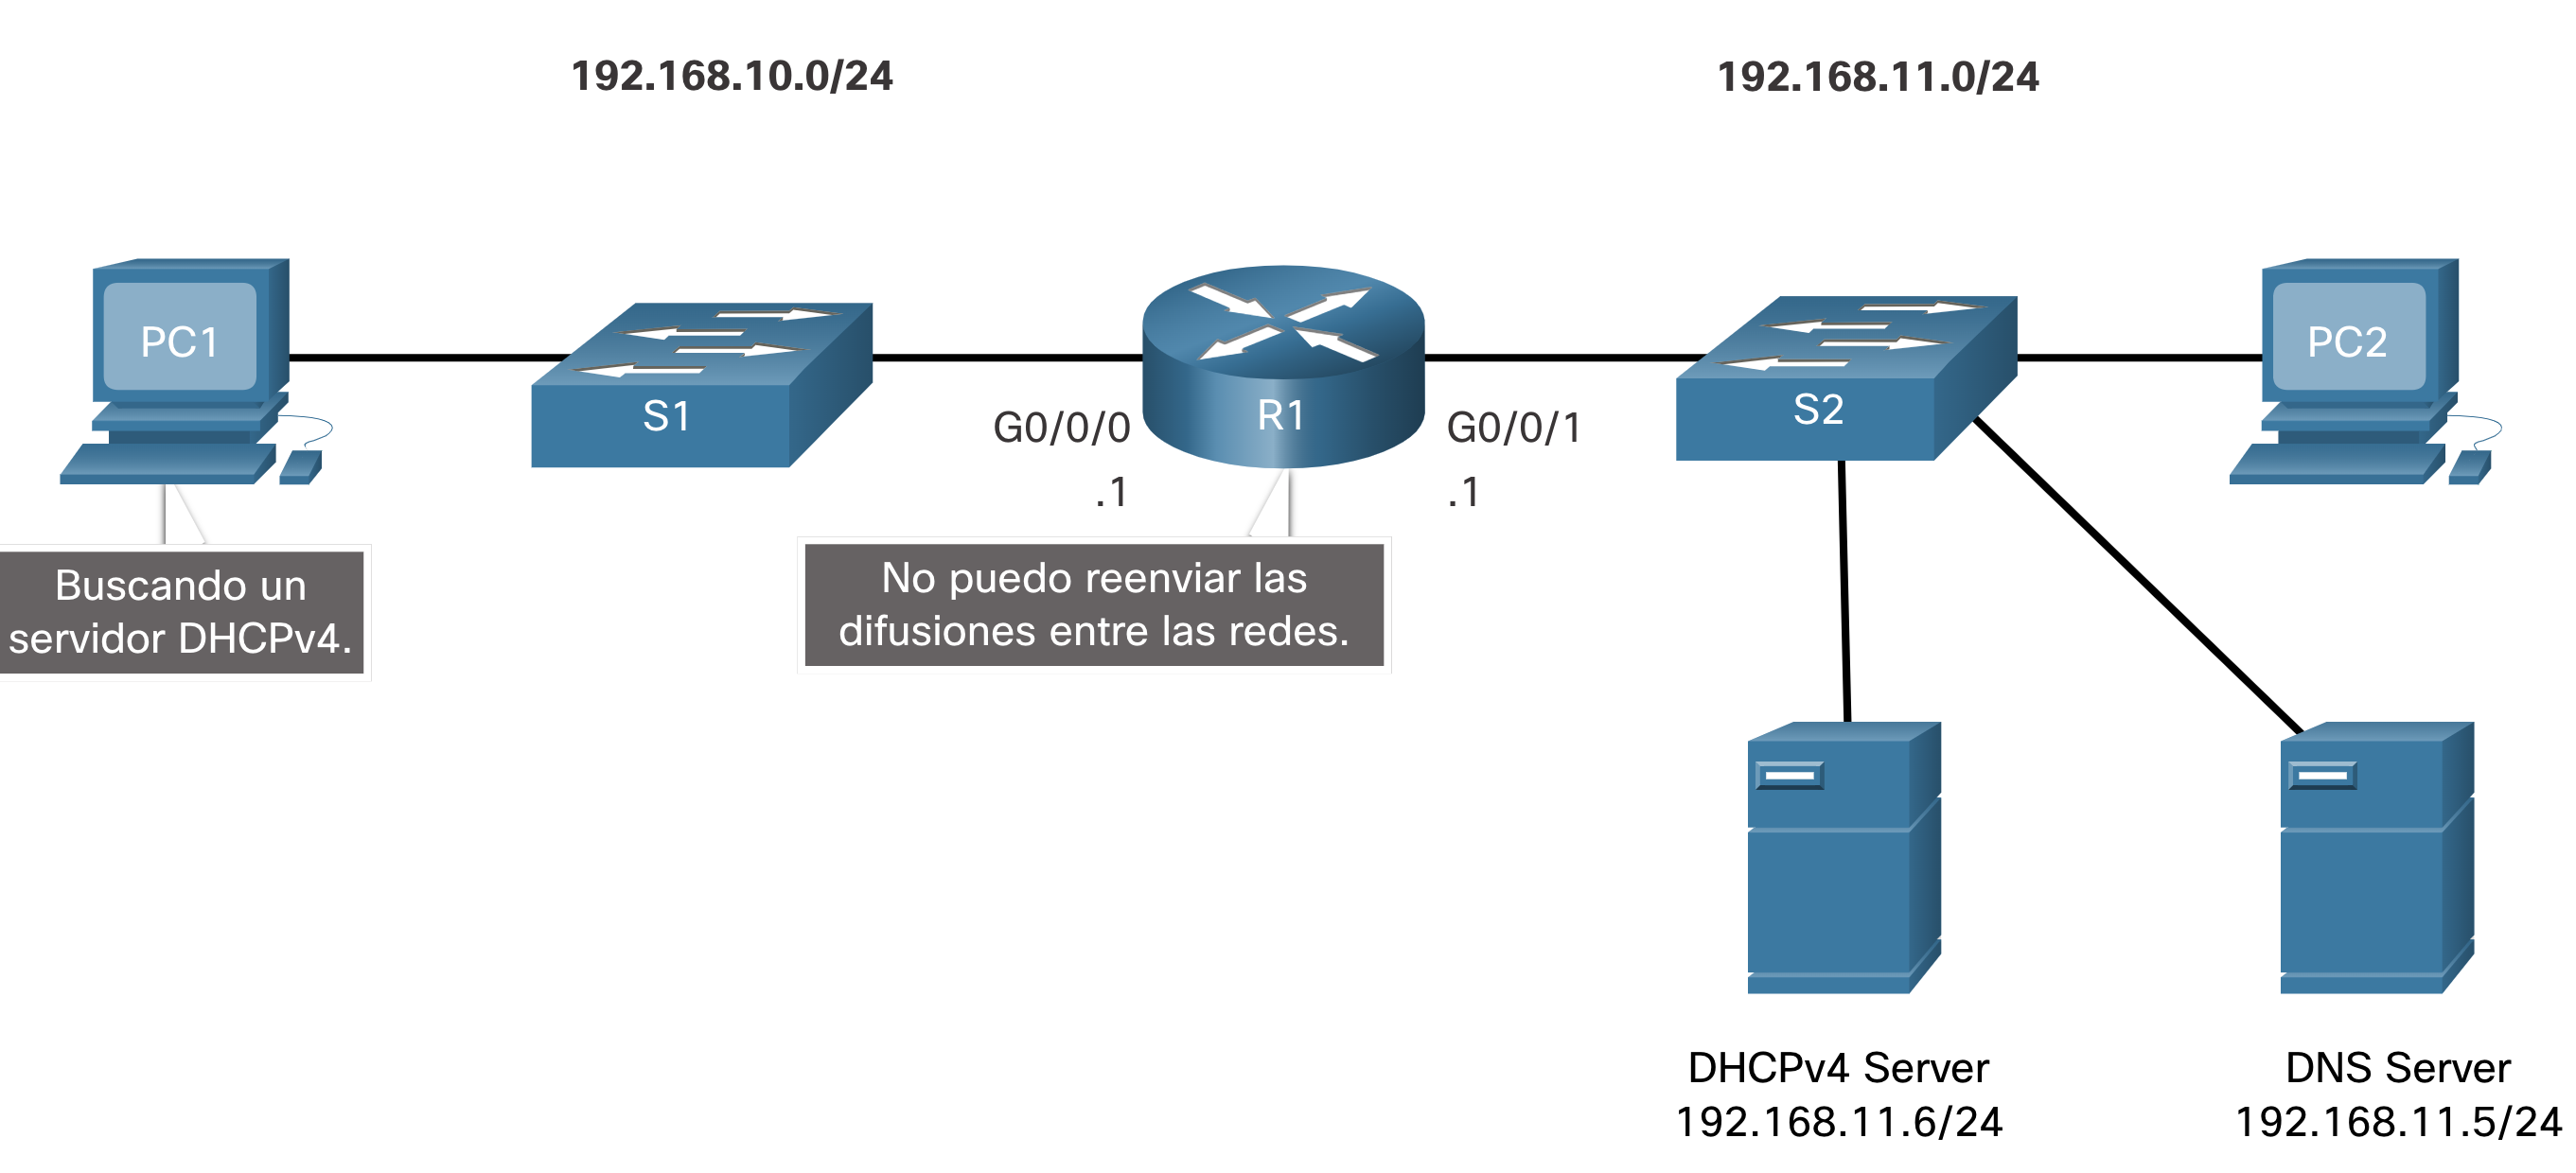 192.168.10.0/24
192.168.11.0/24
PC1
S1
R1
S2
PC2
G0/0/0
.1
G0/0/1
.1
Buscando un
servidor DHCPv4.
No puedo reenviar las
difusiones entre las redes.
DHCPv4 Server
192.168.11.6/24
DNS Server
192.168.11.5/24